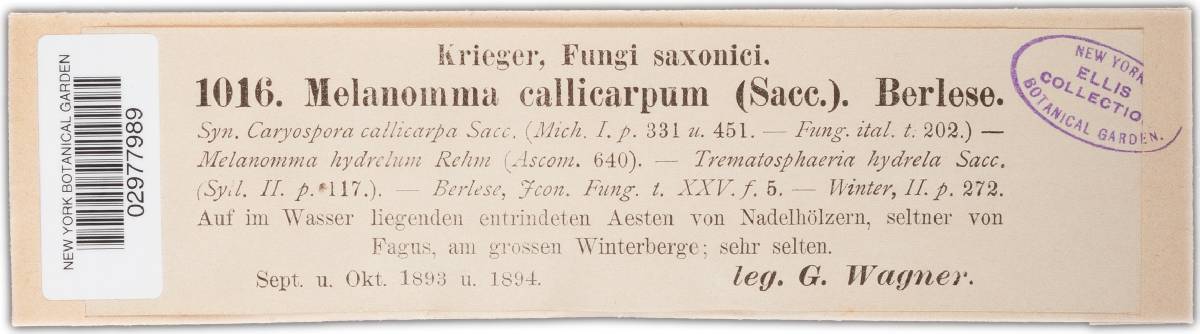 Krieger, Fungi saxonici.
1016. Melanomma callicarpum (Sacc.). Berlese.
Syn. Caryospora callicarpa Sacc. (Mich. I. p. 331 u. 451. — Fung. ital. t. 202.) —
Melanomma hydrelum Rehm (Ascom. 640). — Trematosphaeria hydrela Sacc.
(Syll. II. p. 117.). — Berlese, Jcon. Fung. t. XXV. f. 5. — Winter, II. p. 272.
Auf im Wasser liegenden entrindeten Aesten von Nadelhölzern, seltner von
Fagus, am grossen Winterberge; sehr selten.
Sept. u. Okt. 1893 u. 1894. leg. G. Wagner.
NEW YORK BOTANICAL GARDEN
02977989
NEW YORK
ELLIS
COLLECTION
BOTANICAL GARDEN.